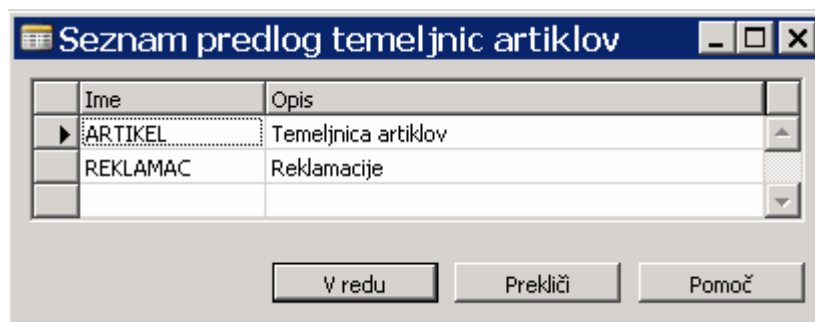 Seznam predlog temeljnic artiklov
Ime Opis
ARTIKEL Temeljnica artiklov
REKLAMAC Reklamacije
V redu Prekliči Pomoč